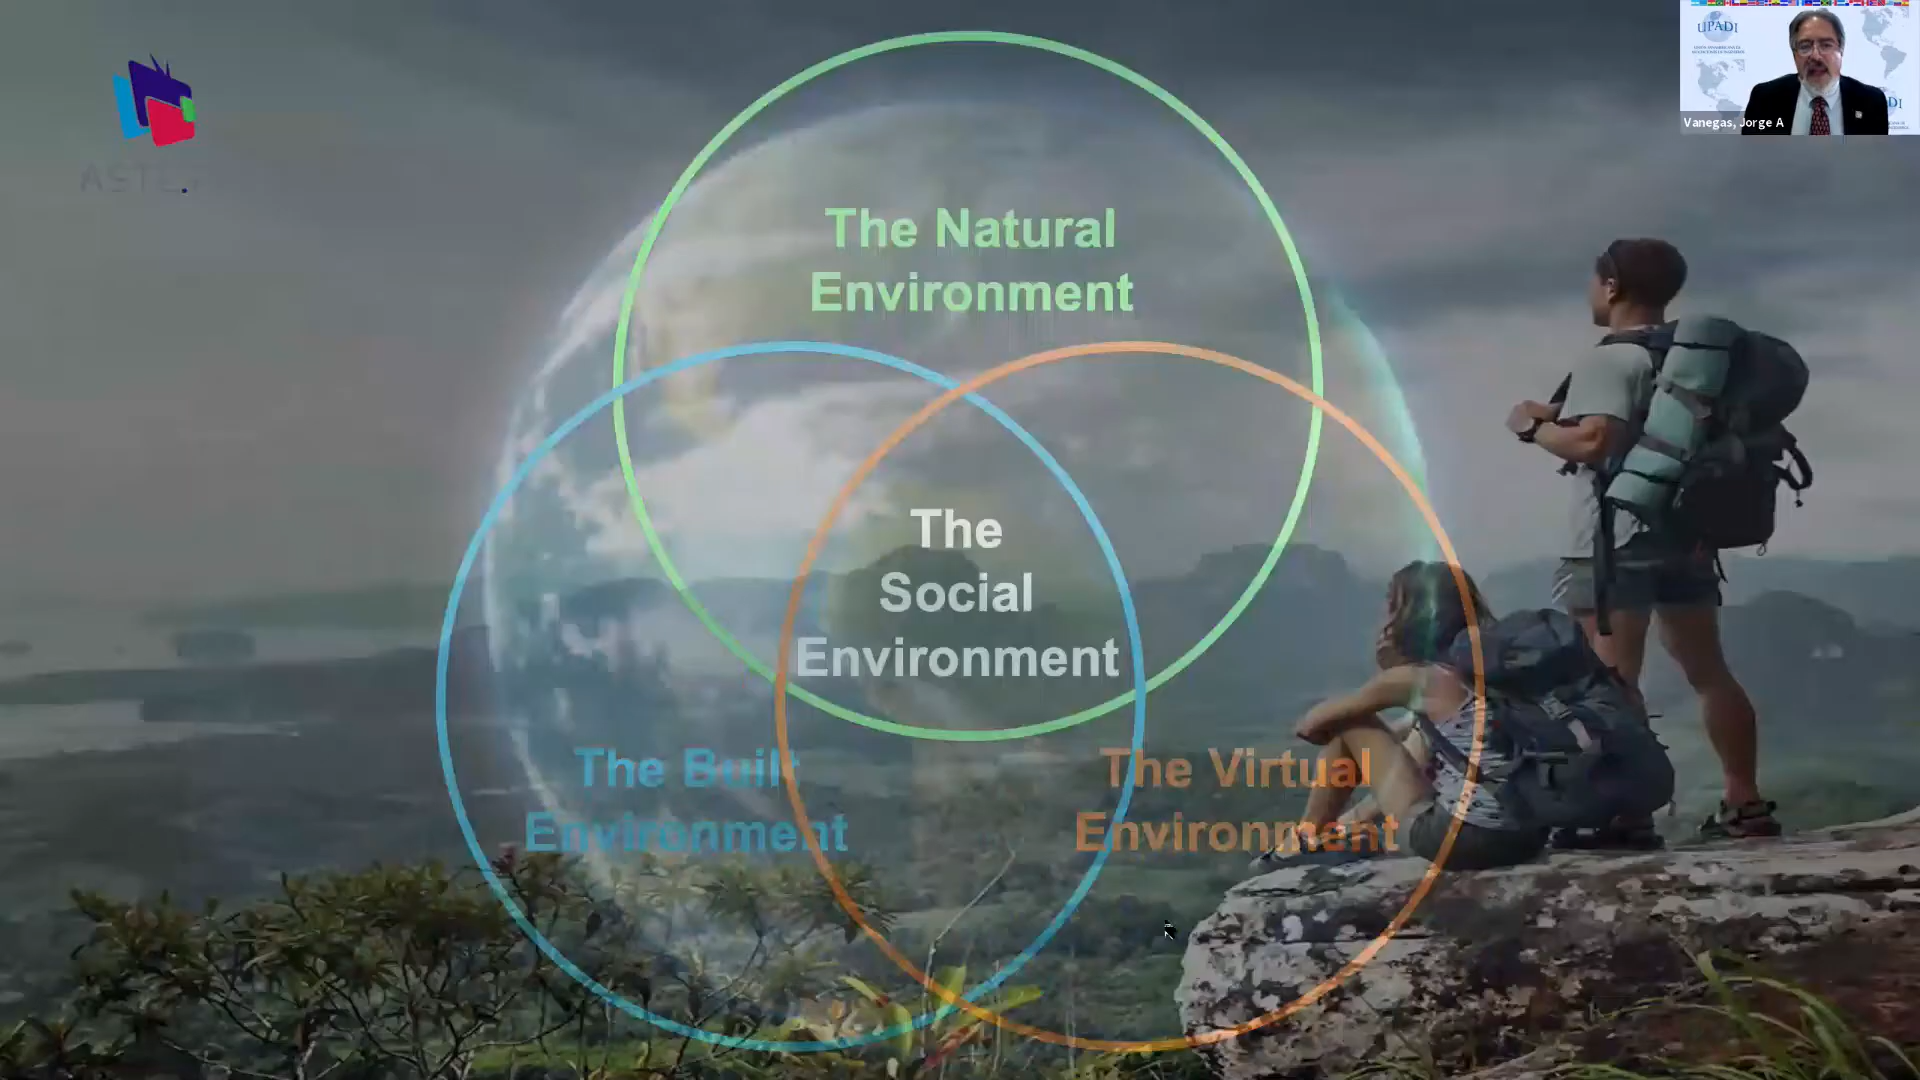 UPADI
Vanegas, Jorge A
The Natural
Environment
The
Social
Environment
The Built
Environment
The Virtual
Environment